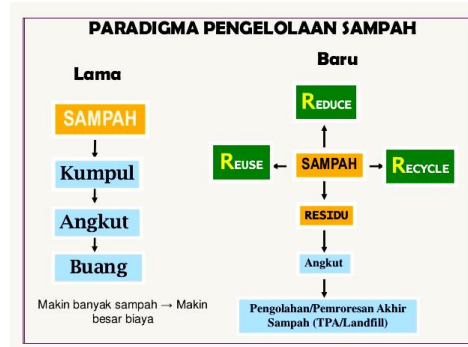 PARADIGMA PENGELOLAAN SAMPAH
Lama
SAMPAH
Kumpul
Angkut
Buang
Makin banyak sampah → Makin
besar biaya
Baru
REDUCE
REUSE
SAMPAH
RECYCLE
RESIDU
Angkut
Pengolahan/Pemroresan Akhir
Sampah (TPA/Landfill)